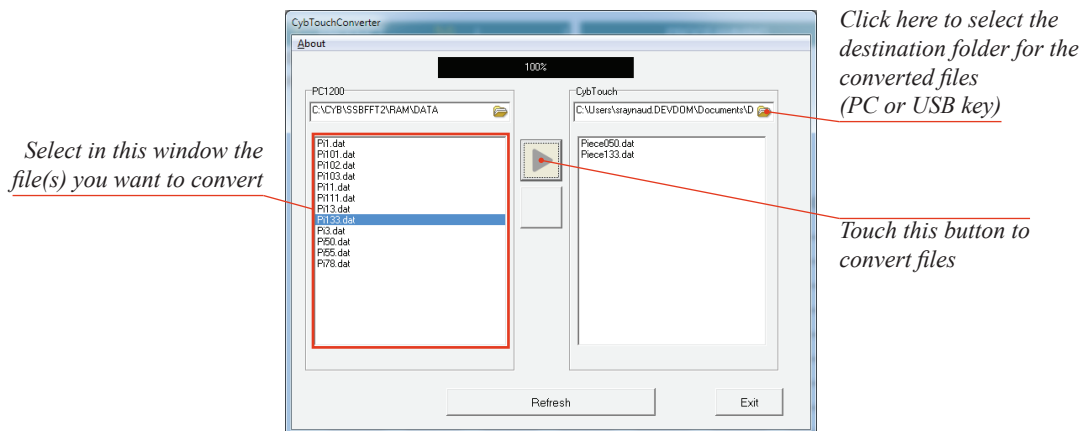 CybTouchConverter
About
100%
PC1200
C:\CYB\SSBFFT2\RAM\DATA
Pi1.dat
Pi101.dat
Pi102.dat
Pi103.dat
Pi11.dat
Pi111.dat
Pi13.dat
Pi133.dat
Pi3.dat
Pi50.dat
Pi55.dat
Pi78.dat
CybTouch
C:\Users\sraynaud.DEVDOM\Documents\D
Piece050.dat
Piece133.dat
Refresh
Exit
Select in this window the
file(s) you want to convert
Click here to select the
destination folder for the
converted files
(PC or USB key)
Touch this button to
convert files